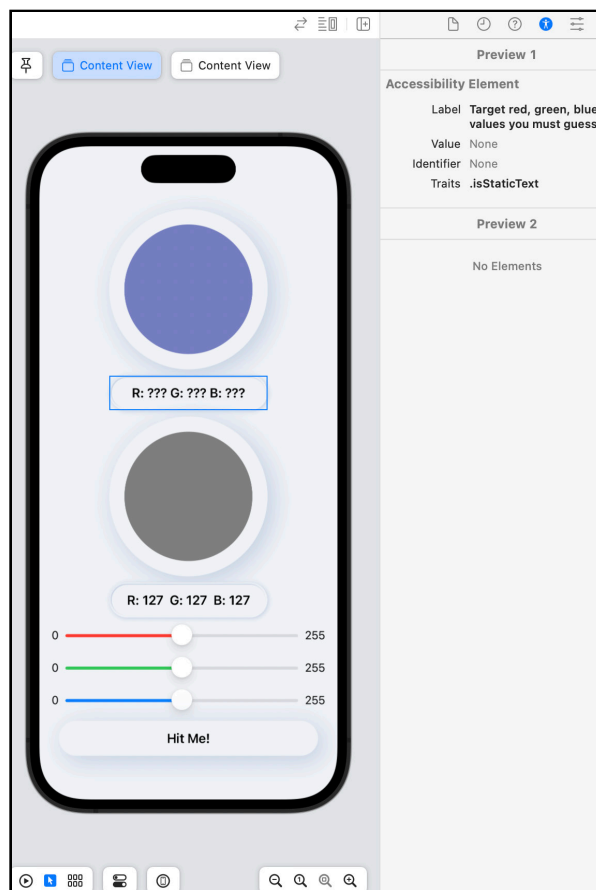 Content View
Content View
Preview 1
Accessibility Element
Label Target red, green, blue
values you must guess
Value None
Identifier None
Traits .isStaticText
Preview 2
No Elements
R: ??? G: ??? B: ???
R: 127 G: 127 B: 127
0 255
0 255
0 255
Hit Me!